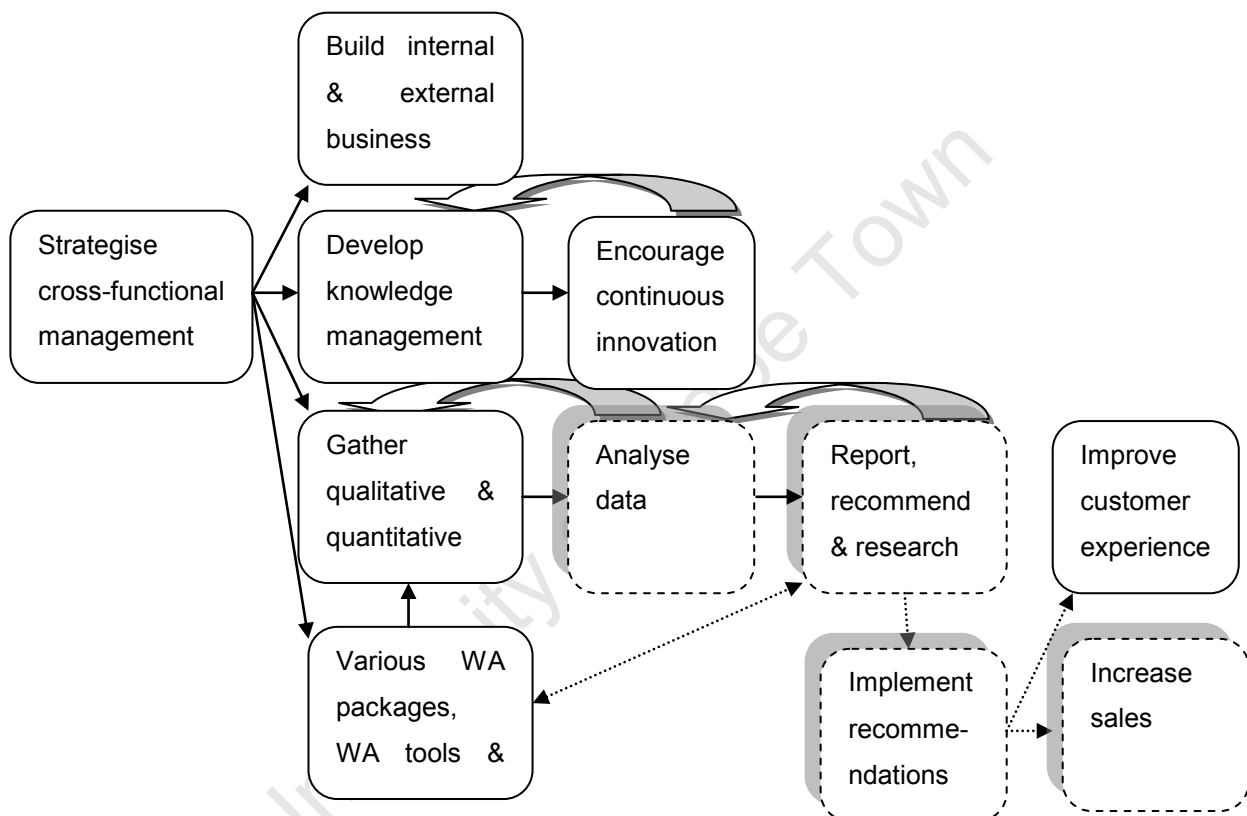 Build internal
& external
business
Strategise
cross-functional
management
Develop
knowledge
management
Encourage
continuous
innovation
Gather
qualitative &
quantitative
Analyse
data
Report,
recommend
& research
Improve
customer
experience
Various WA
packages,
WA tools &
Implement
recomme-
ndations
Increase
sales
Town